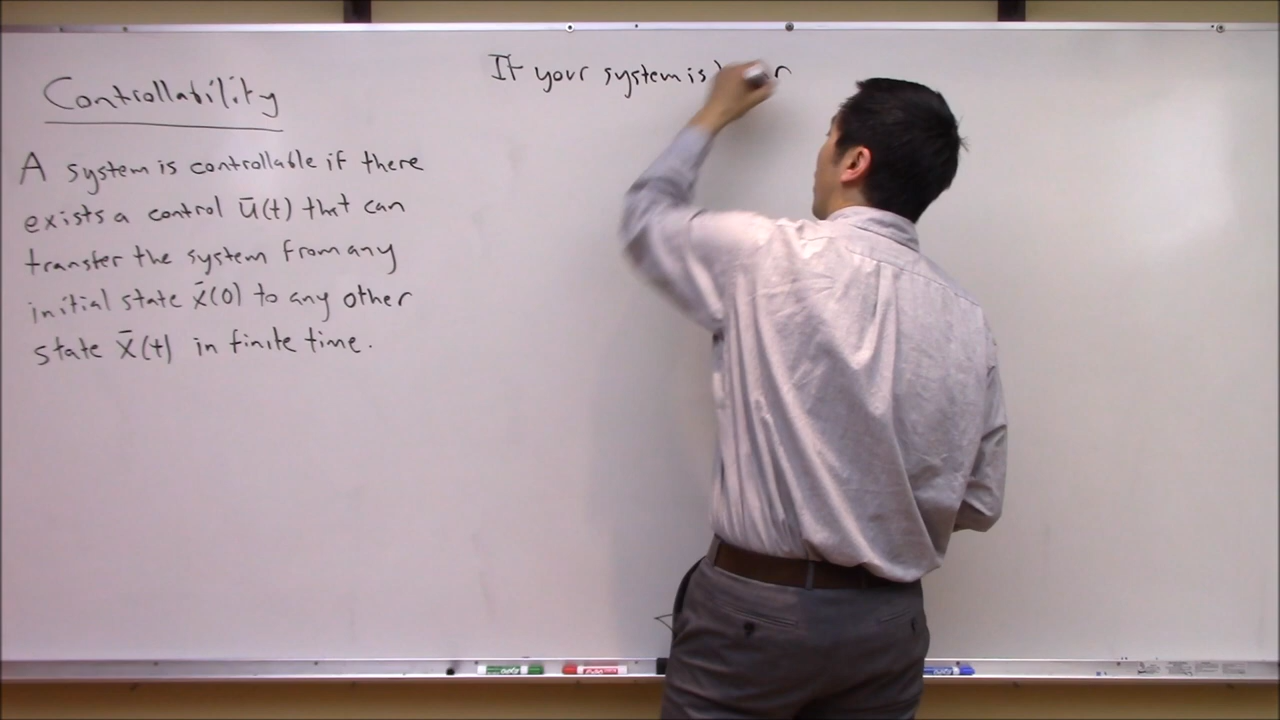 Controllability
A system is controllable if there
exists a control ū(t) that can
transfer the system from any
initial state x̄(0) to any other
state x̄(t) in finite time.
If your system is